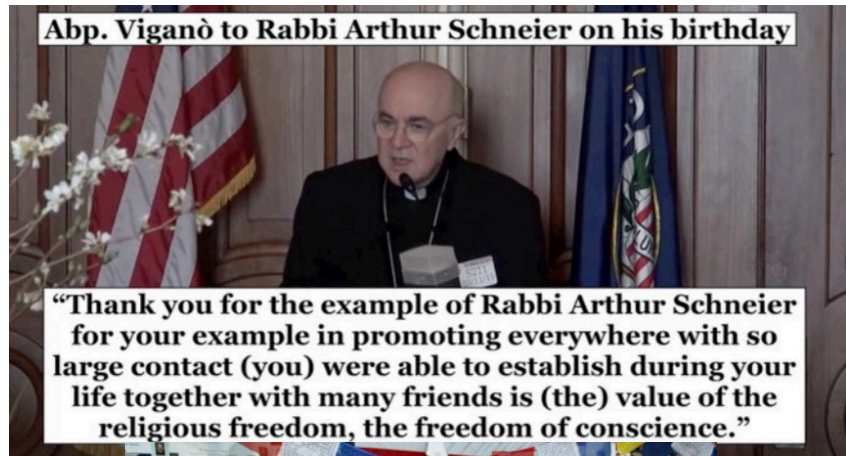 Abp. Viganò to Rabbi Arthur Schneier on his birthday
“Thank you for the example of Rabbi Arthur Schneier
for your example in promoting everywhere with so
large contact (you) were able to establish during your
life together with many friends is (the) value of the
religious freedom, the freedom of conscience.”